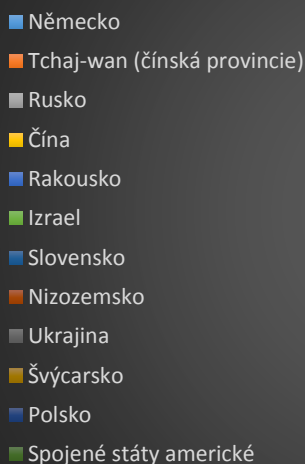 Německo
Tchaj-wan (čínská provincie)
Rusko
Čína
Rakousko
Izrael
Slovensko
Nizozemsko
Ukrajina
Švýcarsko
Polsko
Spojené státy americké